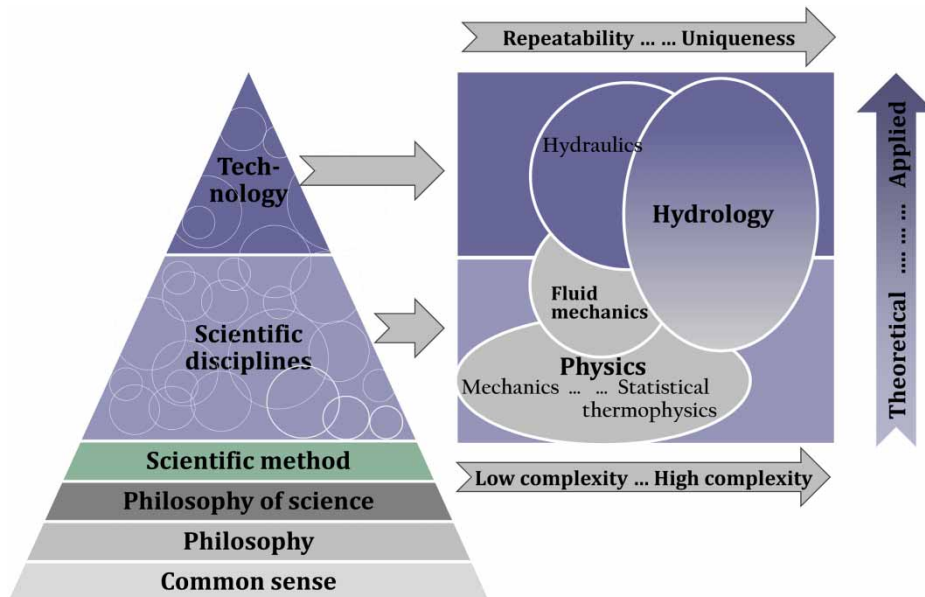 Repeatability ... ... Uniqueness
Tech-
nology
Hydraulics
Hydrology
Fluid
mechanics
Scientific
disciplines
Physics
Mechanics ... ... Statistical
thermophysics
Theoretical .... ... ... Applied
Scientific method
Low complexity ... High complexity
Philosophy of science
Philosophy
Common sense